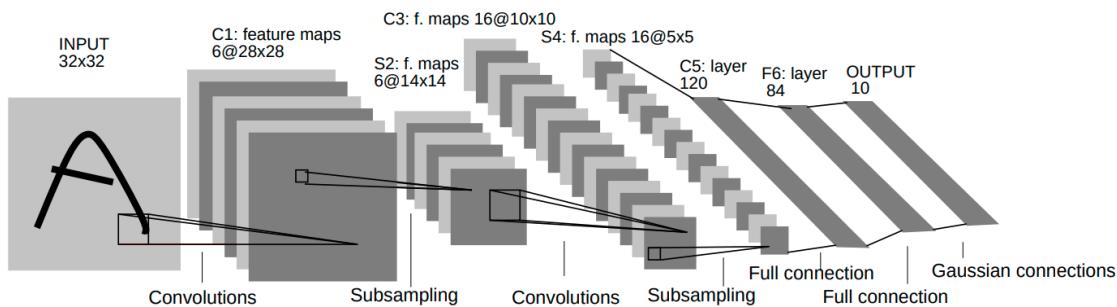 INPUT
32x32
C1: feature maps
6@28x28
S2: f. maps
6@14x14
C3: f. maps 16@10x10
S4: f. maps 16@5x5
C5: layer
120
F6: layer
84
OUTPUT
10
Convolutions
Subsampling
Convolutions
Subsampling
Full connection
Full connection
Gaussian connections